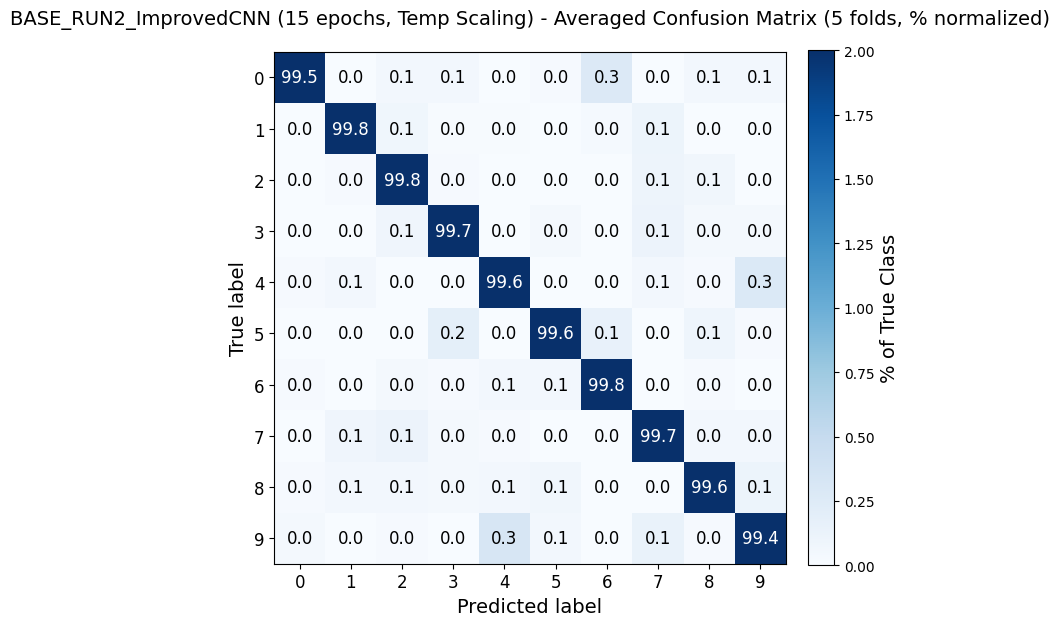 BASE_RUN2_ImprovedCNN (15 epochs, Temp Scaling) - Averaged Confusion Matrix (5 folds, % normalized)
True label
0 99.5 0.0 0.1 0.1 0.0 0.0 0.3 0.0 0.1 0.1
1 0.0 99.8 0.1 0.0 0.0 0.0 0.0 0.1 0.0 0.0
2 0.0 0.0 99.8 0.0 0.0 0.0 0.0 0.1 0.1 0.0
3 0.0 0.0 0.1 99.7 0.0 0.0 0.0 0.1 0.0 0.0
4 0.0 0.1 0.0 0.0 99.6 0.0 0.0 0.1 0.0 0.3
5 0.0 0.0 0.0 0.2 0.0 99.6 0.1 0.0 0.1 0.0
6 0.0 0.0 0.0 0.0 0.1 0.1 99.8 0.0 0.0 0.0
7 0.0 0.1 0.1 0.0 0.0 0.0 0.0 99.7 0.0 0.0
8 0.0 0.1 0.1 0.0 0.1 0.1 0.0 0.0 99.6 0.1
9 0.0 0.0 0.0 0.0 0.3 0.1 0.0 0.1 0.0 99.4
0 1 2 3 4 5 6 7 8 9
Predicted label
2.00
1.75
1.50
1.25
1.00
0.75
0.50
0.25
0.00
% of True Class